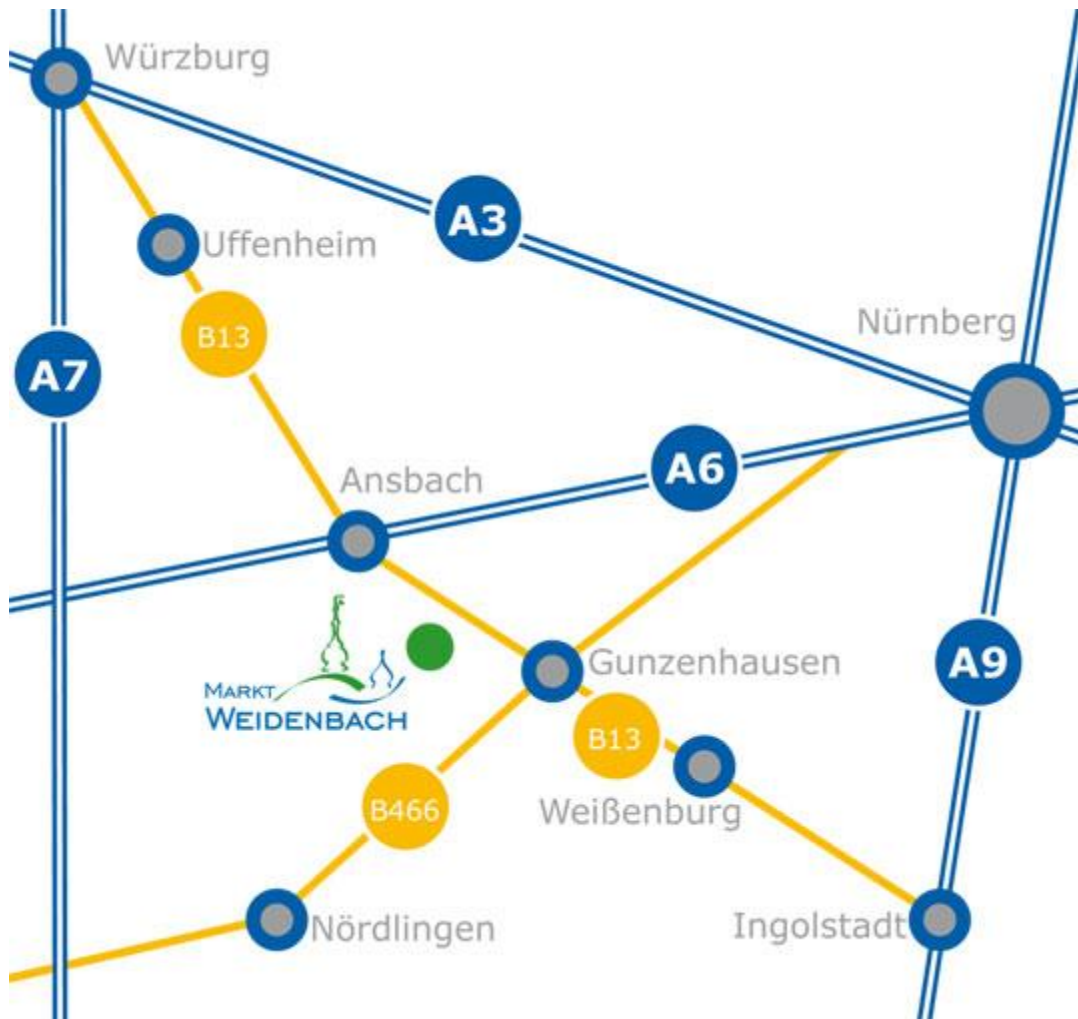 Würzburg
A3
Uffenheim
B13
Nürnberg
A7
A6
Ansbach
Gunzenhausen
A9
MARKT
WEIDENBACH
B13
B466
Weißenburg
Nördlingen
Ingolstadt